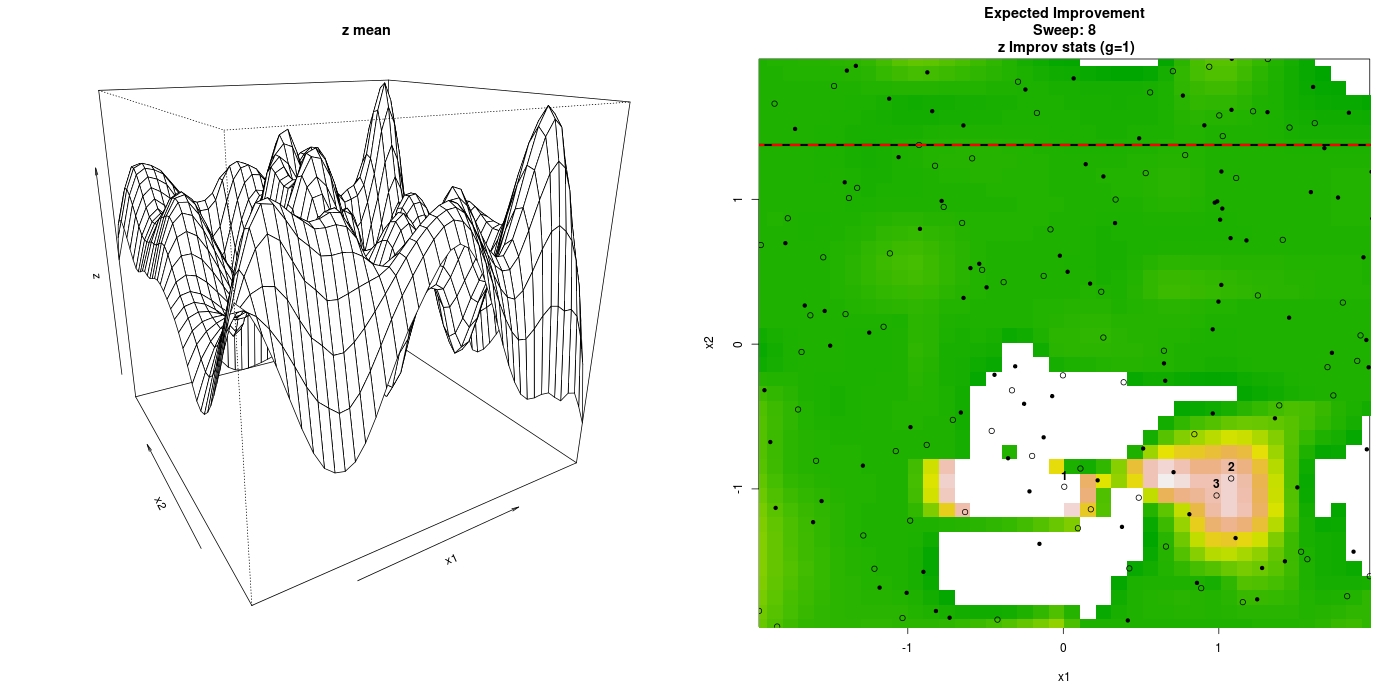 z mean
z
x2
x1
Expected Improvement
Sweep: 8
z Improv stats (g=1)
x2
1
0
-1
2
3
1
-1
0
1
x1